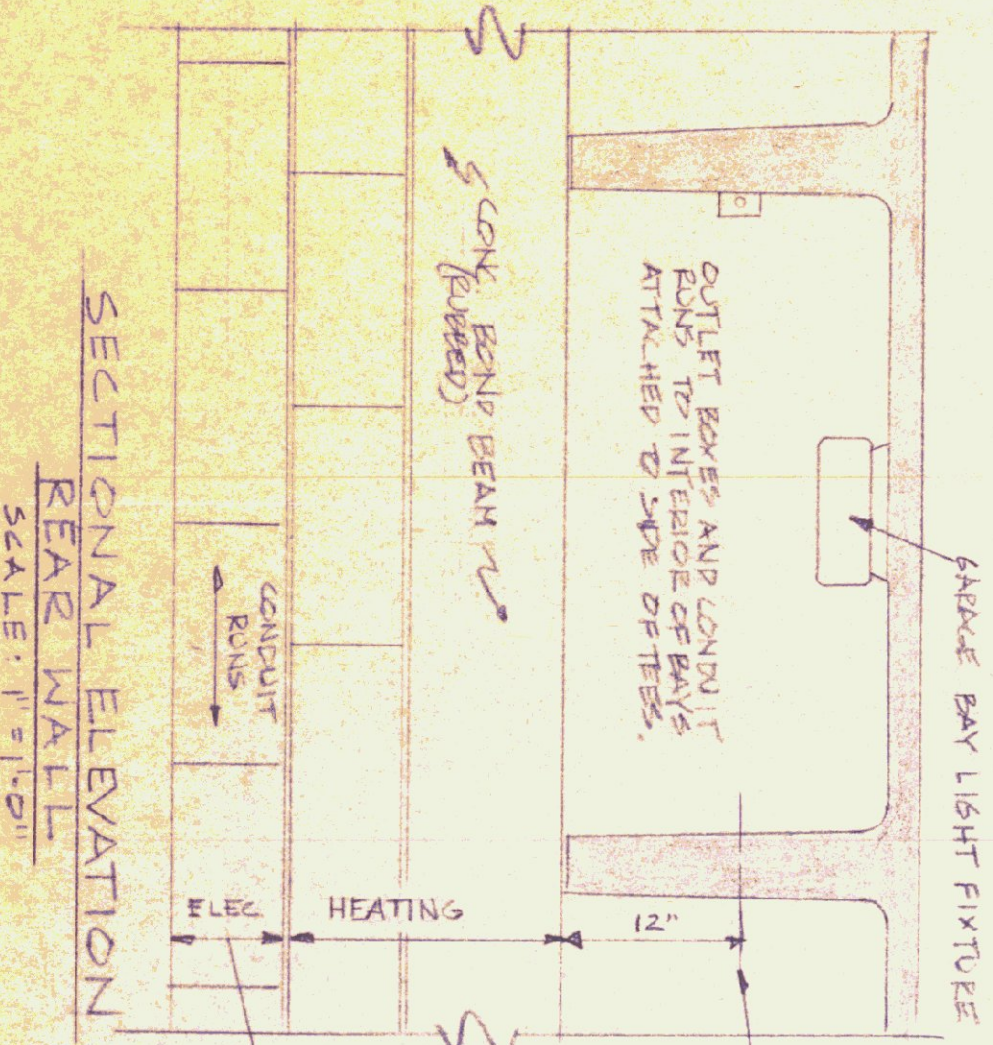 GARAGE BAY LIGHT FIXTURE
OUTLET BOXES AND CONDUIT
RUNS TO INTERIOR OF BAYS
ATTACHED TO SIDE OF TEES.
12"
CONC. BOND BEAM
(RUBBED)
HEATING
CONDUIT
RUNS
ELEC.
SECTIONAL ELEVATION
REAR WALL
SCALE: 1" = 1'-0"